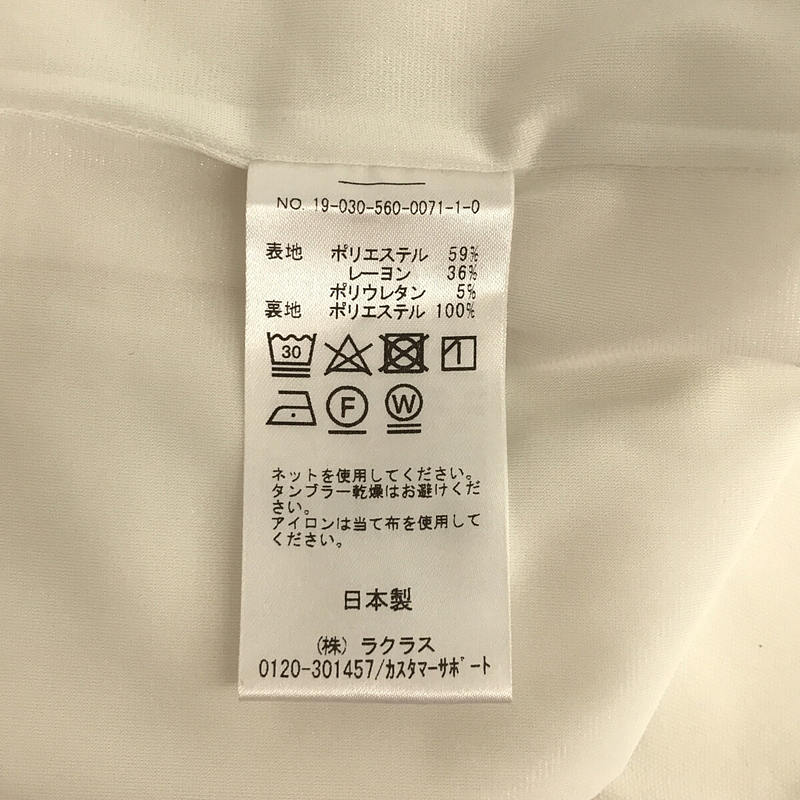 NO. 19-030-560-0071-1-0
表地 ポリエステル 59%
レーヨン 36%
ポリウレタン 5%
裏地 ポリエステル 100%
30
F W
ネットを使用してください。
タンブラー乾燥はお避けくだ
さい。
アイロンは当て布を使用して
ください。
日本製
(株) ラクラス
0120-301457/カスタマーサポート